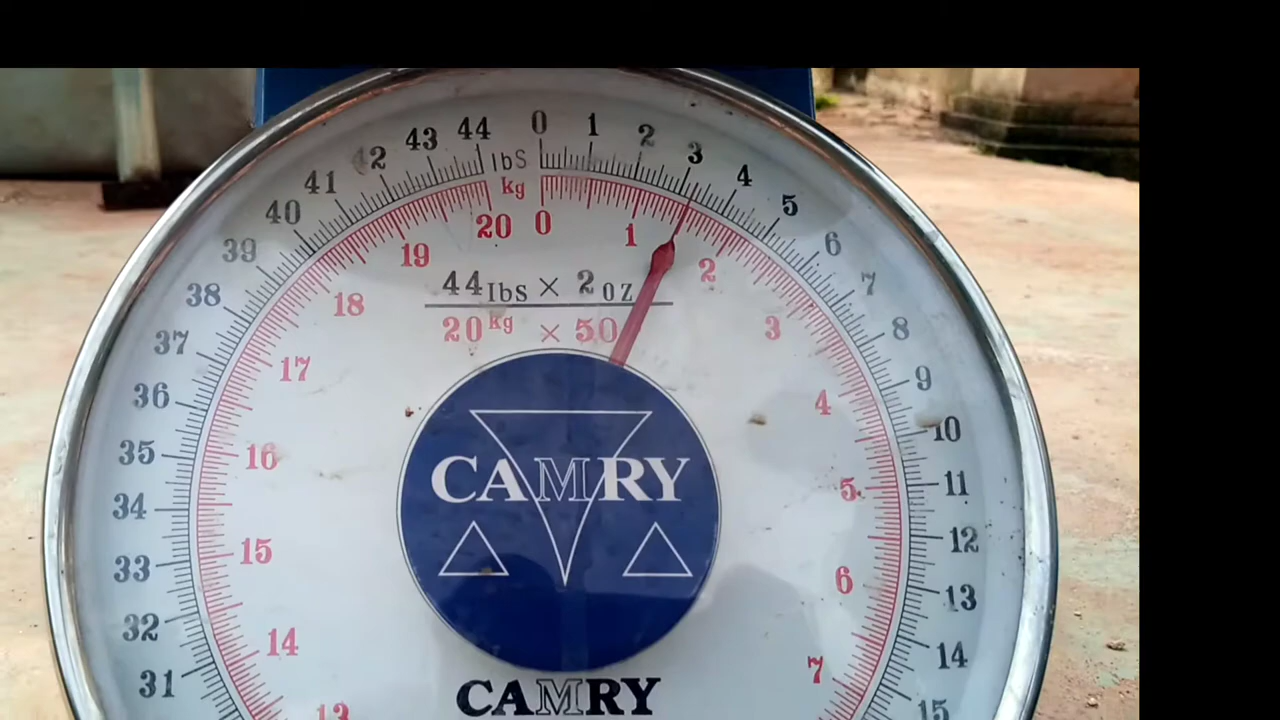 0 1 2 3 4 5 6 7 8 9 10 11 12 13 14 15
31 32 33 34 35 36 37 38 39 40 41 42 43 44
lbS
kg
0 1 2 3 4 5 6 7
13 14 15 16 17 18 19 20
44 lbS × 2 OZ
20 kg × 50
CAMRY
CAMRY